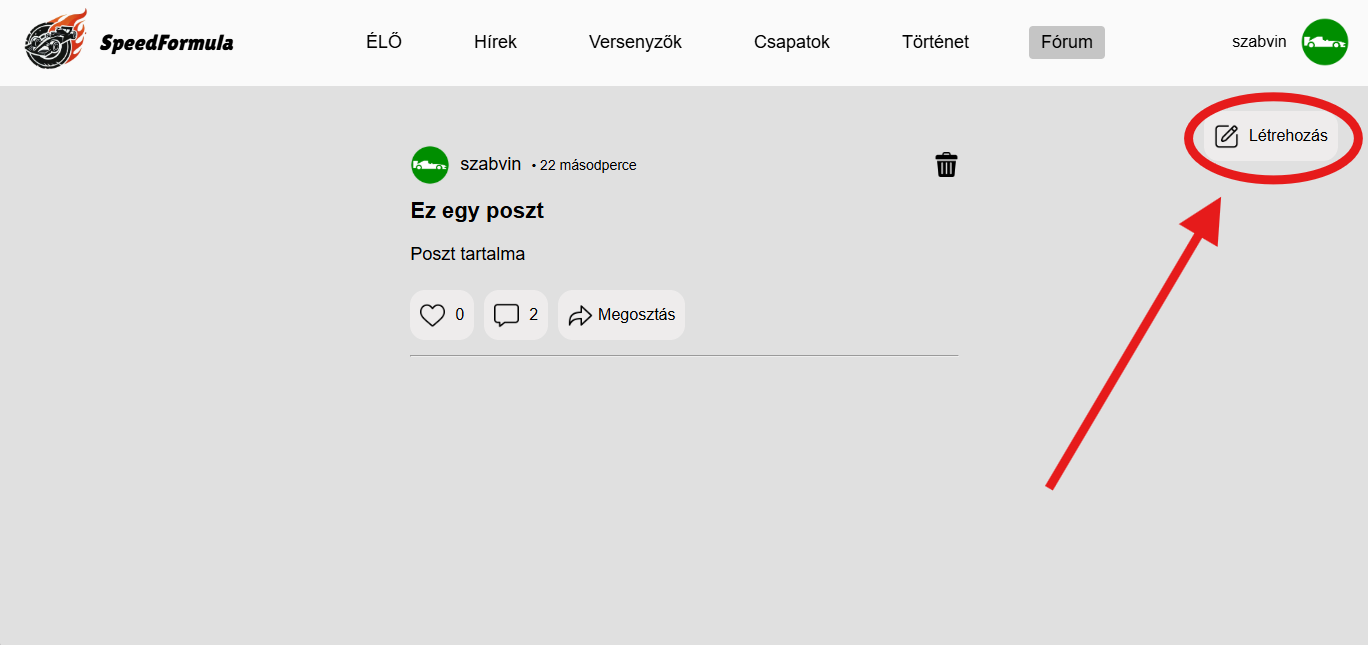 SpeedFormula ÉLŐ Hírek Versenyzők Csapatok Történet Fórum szabvin
Létrehozás
szabvin • 22 másodperce
Ez egy poszt
Poszt tartalma
0 2 Megosztás